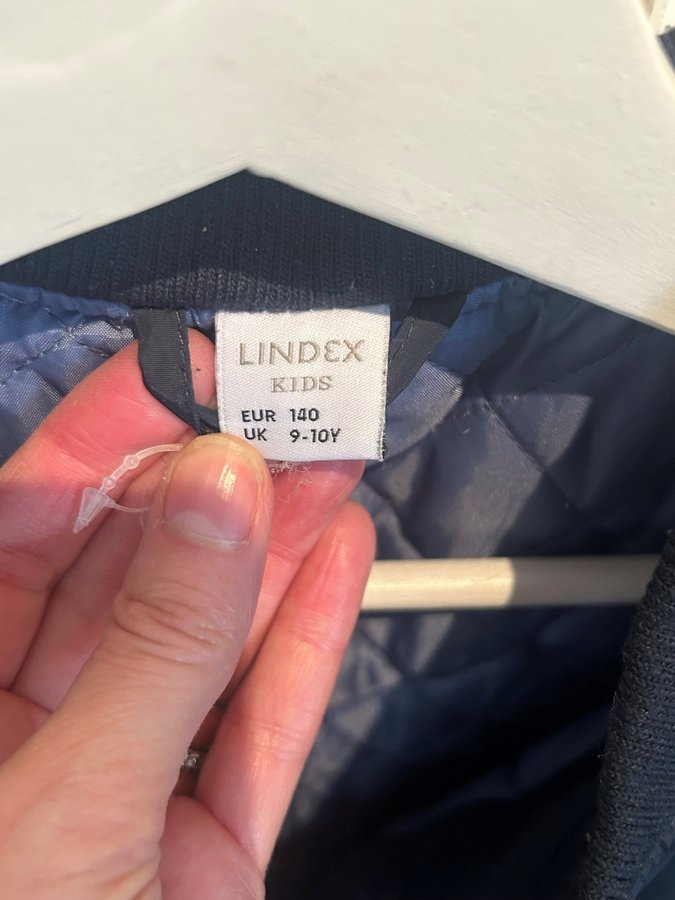 LINDEX
KIDS
EUR 140
UK 9-10Y